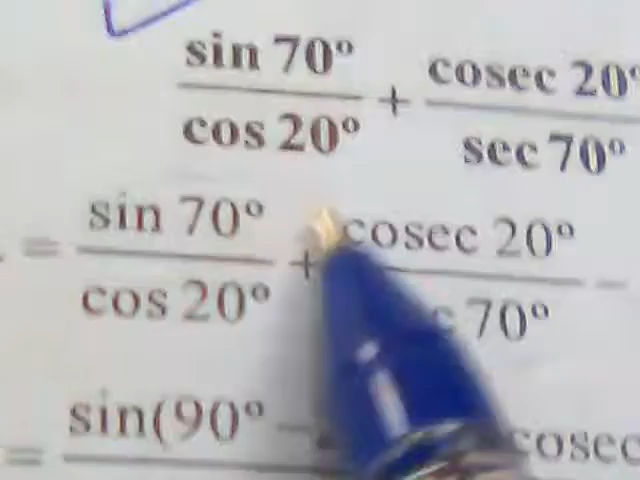 sin 70° + cosec 20°
cos 20° sec 70°
= sin 70° + cosec 20° –
cos 20° 70°
= sin(90° – cosec